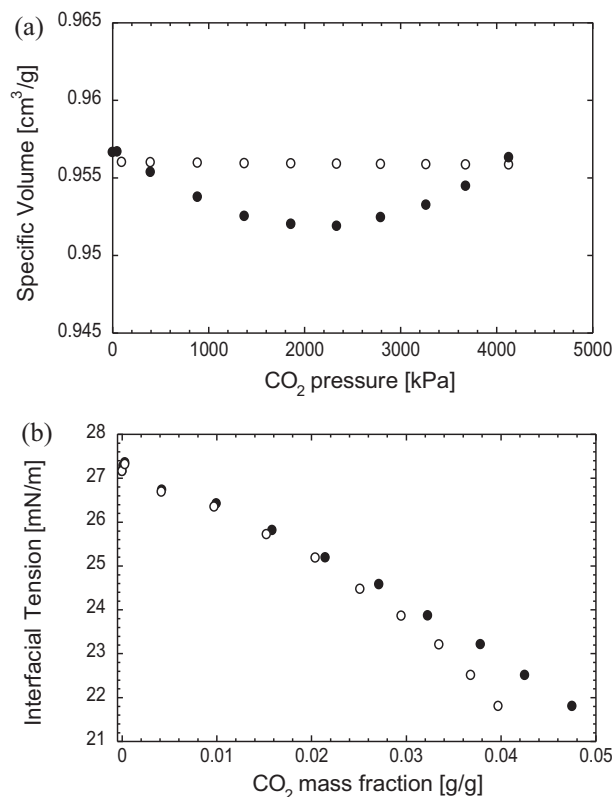 (a)
0.965
0.96
0.955
0.95
0.945
Specific Volume [cm³/g]
0 1000 2000 3000 4000 5000
CO₂ pressure [kPa]
(b)
28
27
26
25
24
23
22
21
Interfacial Tension [mN/m]
0 0.01 0.02 0.03 0.04 0.05
CO₂ mass fraction [g/g]